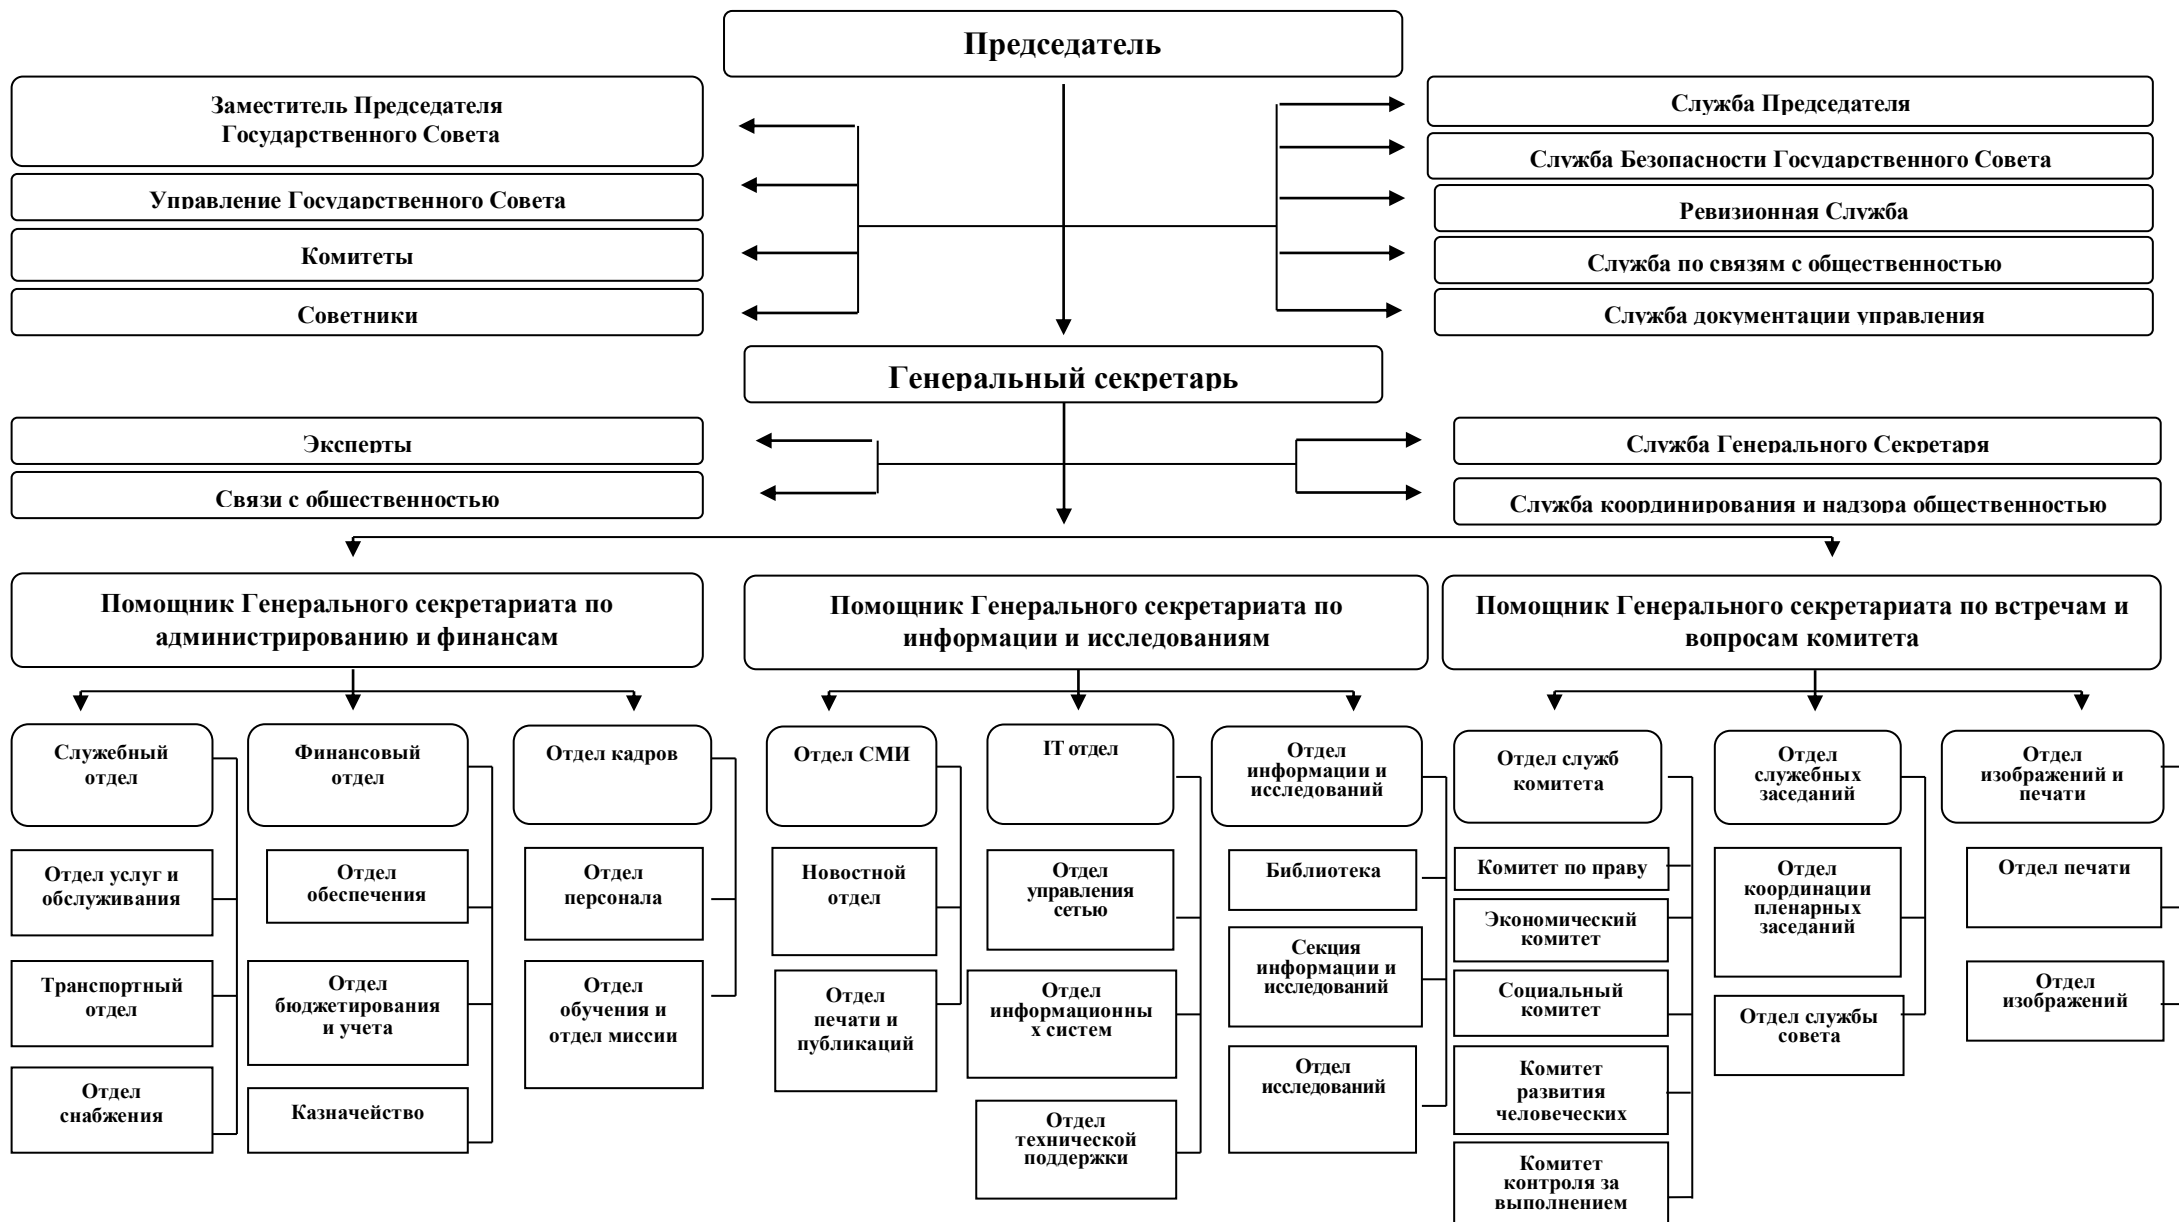 Председатель
Заместитель Председателя
Государственного Совета
Управление Государственного Совета
Комитеты
Советники
Служба Председателя
Служба Безопасности Государственного Совета
Ревизионная Служба
Служба по связям с общественностью
Служба документации управления
Генеральный секретарь
Эксперты
Связи с общественностью
Служба Генерального Секретаря
Служба координирования и надзора общественностью
Помощник Генерального секретариата по
администрированию и финансам
Помощник Генерального секретариата по
информации и исследованиям
Помощник Генерального секретариата по встречам и
вопросам комитета
Служебный
отдел
Отдел услуг и
обслуживания
Транспортный
отдел
Отдел
снабжения
Финансовый
отдел
Отдел
обеспечения
Отдел
бюджетирования
и учета
Казначейство
Отдел кадров
Отдел
персонала
Отдел
обучения и
отдел миссии
Отдел СМИ
Новостной
отдел
Отдел
печати и
публикаций
IT отдел
Отдел
управления
сетью
Отдел
информационны
х систем
Отдел
технической
поддержки
Отдел
информации и
исследований
Библиотека
Секция
информации и
исследований
Отдел
исследований
Отдел служб
комитета
Комитет по праву
Экономический
комитет
Социальный
комитет
Комитет
развития
человеческих
Комитет
контроля за
выполнением
Отдел
служебных
заседаний
Отдел
координации
пленарных
заседаний
Отдел службы
совета
Отдел
изображений и
печати
Отдел печати
Отдел
изображений